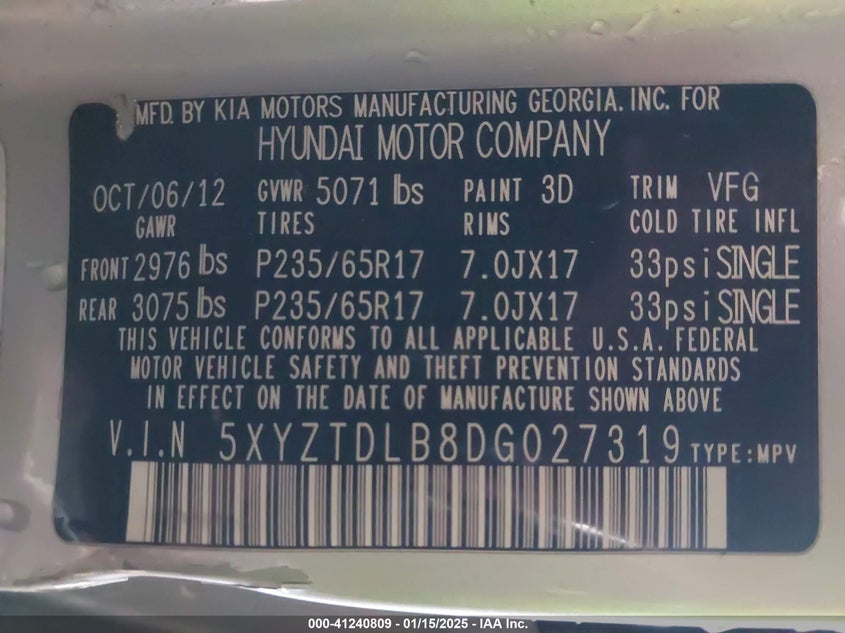 MFD. BY KIA MOTORS MANUFACTURING GEORGIA. INC. FOR
HYUNDAI MOTOR COMPANY
OCT/06/12 GVWR 5071 lbs PAINT 3D TRIM VFG
GAWR TIRES RIMS COLD TIRE INFL
FRONT 2976 lbs P235/65R17 7.0JX17 33psi SINGLE
REAR 3075 lbs P235/65R17 7.0JX17 33psi SINGLE
THIS VEHICLE CONFORMS TO ALL APPLICABLE U.S.A. FEDERAL
MOTOR VEHICLE SAFETY AND THEFT PREVENTION STANDARDS
IN EFFECT ON THE DATE OF MANUFACTURE SHOWN ABOVE
V.I.N 5XYZTDLB8DG027319 TYPE:MPV
000-41240809 - 01/15/2025 - IAA Inc.